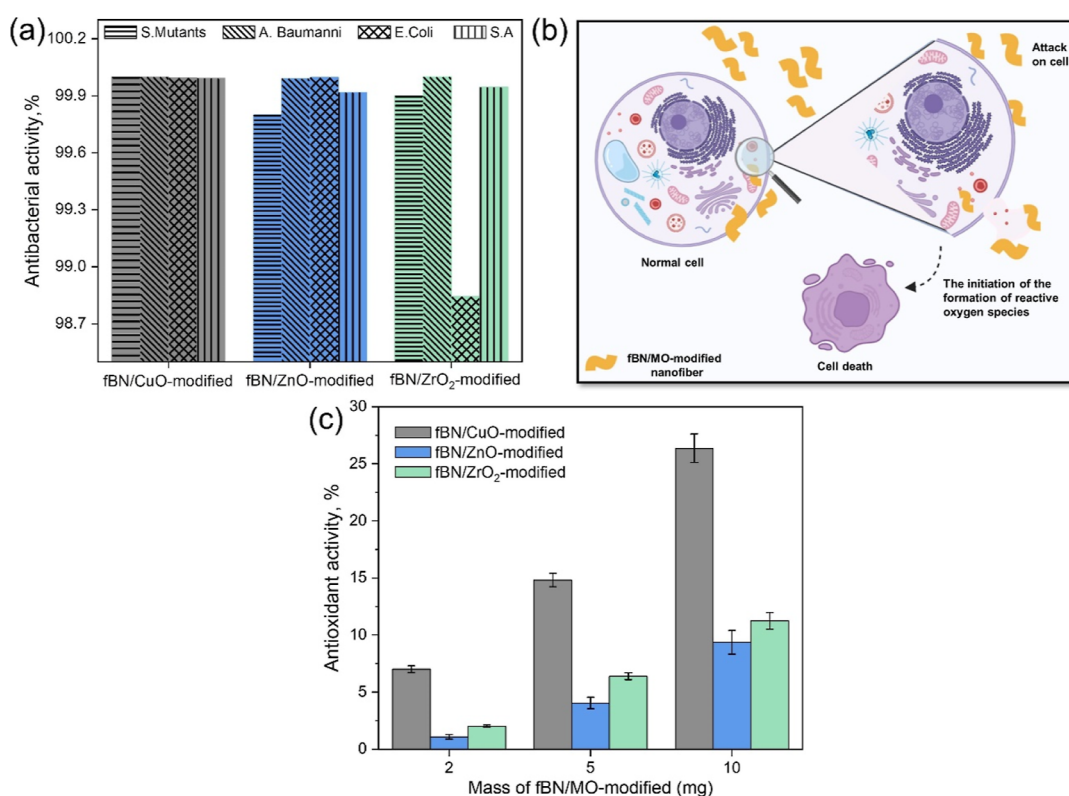 (a)
S.Mutants
A. Baumanni
E.Coli
S.A
Antibacterial activity, %
100.2
99.9
99.6
99.3
99.0
98.7
fBN/CuO-modified
fBN/ZnO-modified
fBN/ZrO₂-modified
(b)
Attack
on cell
Normal cell
The initiation of the
formation of reactive
oxygen species
fBN/MO-modified
nanofiber
Cell death
(c)
fBN/CuO-modified
fBN/ZnO-modified
fBN/ZrO₂-modified
Antioxidant activity, %
30
25
20
15
10
5
0
2
5
10
Mass of fBN/MO-modified (mg)